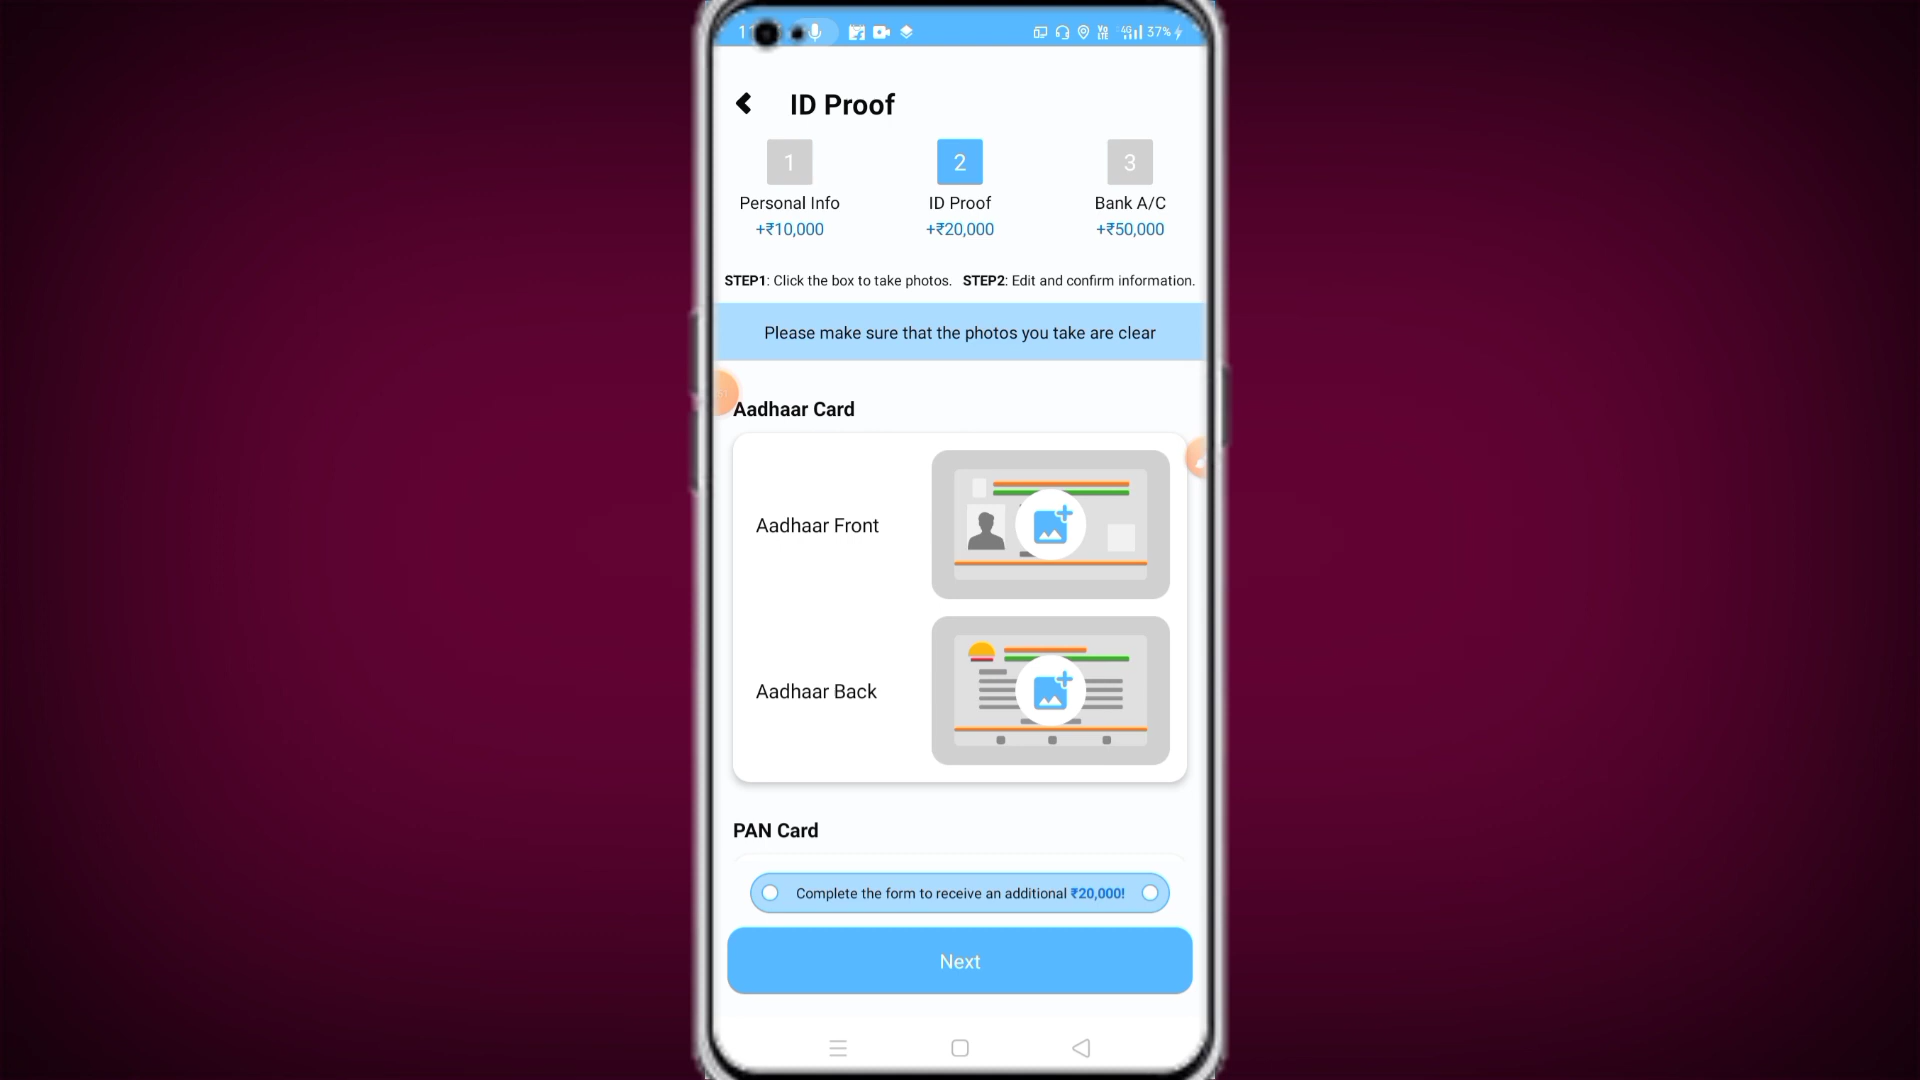 37%
ID Proof
1
2
3
Personal Info
ID Proof
Bank A/C
+₹10,000
+₹20,000
+₹50,000
STEP1: Click the box to take photos. STEP2: Edit and confirm information.
Please make sure that the photos you take are clear
Aadhaar Card
Aadhaar Front
Aadhaar Back
PAN Card
Complete the form to receive an additional ₹20,000!
Next